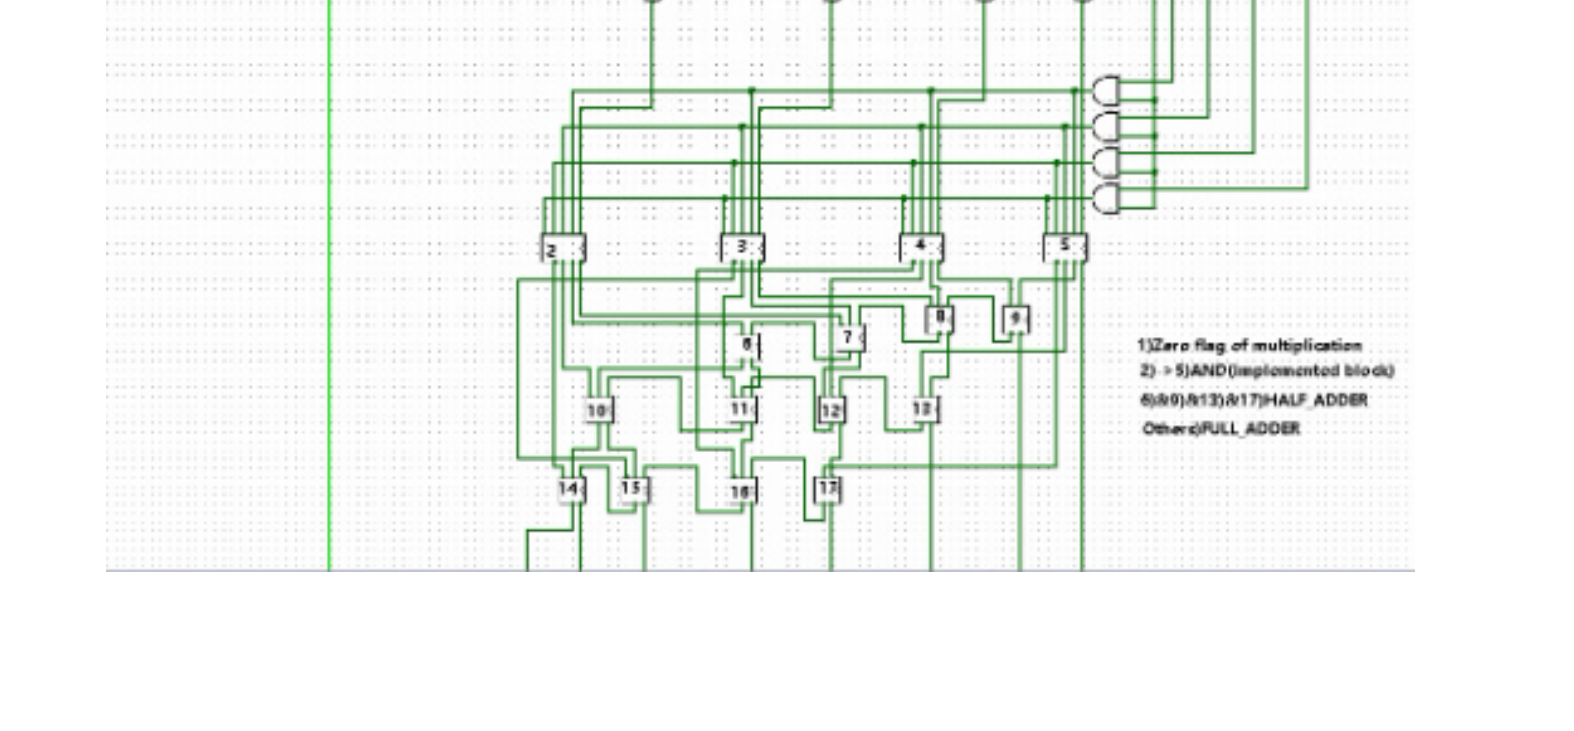 2 3 4 5
8 9
6 7
10 11 12 13
14 15 16 17
1)Zero flag of multiplication
2)->5)AND(implemented block)
6)&9)&13)&17)HALF_ADDER
Others)FULL_ADDER